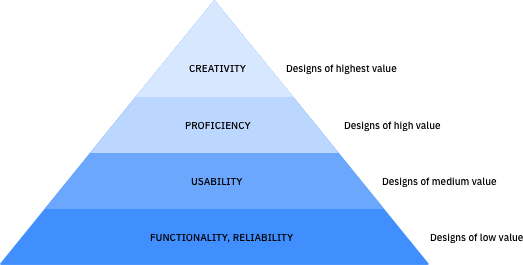 CREATIVITY
Designs of highest value
PROFICIENCY
Designs of high value
USABILITY
Designs of medium value
FUNCTIONALITY, RELIABILITY
Designs of low value